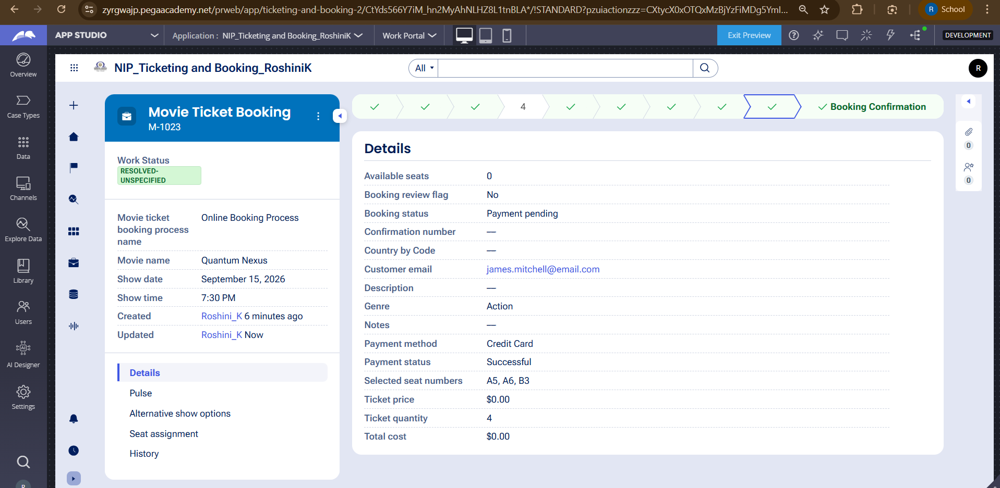 zyrgwajp.pegaacademy.net/prweb/app/ticketing-and-booking-2/CtYds566Y7iM_hn2MyAhNLHZ8L1tnBLA*/!STANDARD?pzuiactionzzz=CXtycX0xOTQxMzBjYzFiMDg5YmI...
R School
APP STUDIO
Application : NIP_Ticketing and Booking_RoshiniK
Work Portal
Exit Preview
DEVELOPMENT
Overview
Case Types
Data
Channels
Explore Data
Library
Users
AI
AI Designer
Settings
R
NIP_Ticketing and Booking_RoshiniK
All
R
Movie Ticket Booking
M-1023
Work Status
RESOLVED-
UNSPECIFIED
Movie ticket booking process name Online Booking Process
Movie name Quantum Nexus
Show date September 15, 2026
Show time 7:30 PM
Created Roshini_K 6 minutes ago
Updated Roshini_K Now
Details
Pulse
Alternative show options
Seat assignment
History
4
Booking Confirmation
Details
Available seats 0
Booking review flag No
Booking status Payment pending
Confirmation number —
Country by Code —
Customer email james.mitchell@email.com
Description —
Genre Action
Notes —
Payment method Credit Card
Payment status Successful
Selected seat numbers A5, A6, B3
Ticket price $0.00
Ticket quantity 4
Total cost $0.00
0
0